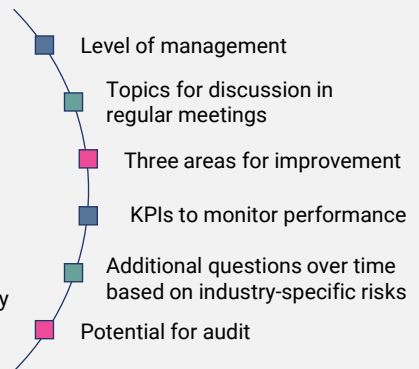 Level of management
Topics for discussion in
regular meetings
Three areas for improvement
KPIs to monitor performance
Additional questions over time
based on industry-specific risks
y
Potential for audit